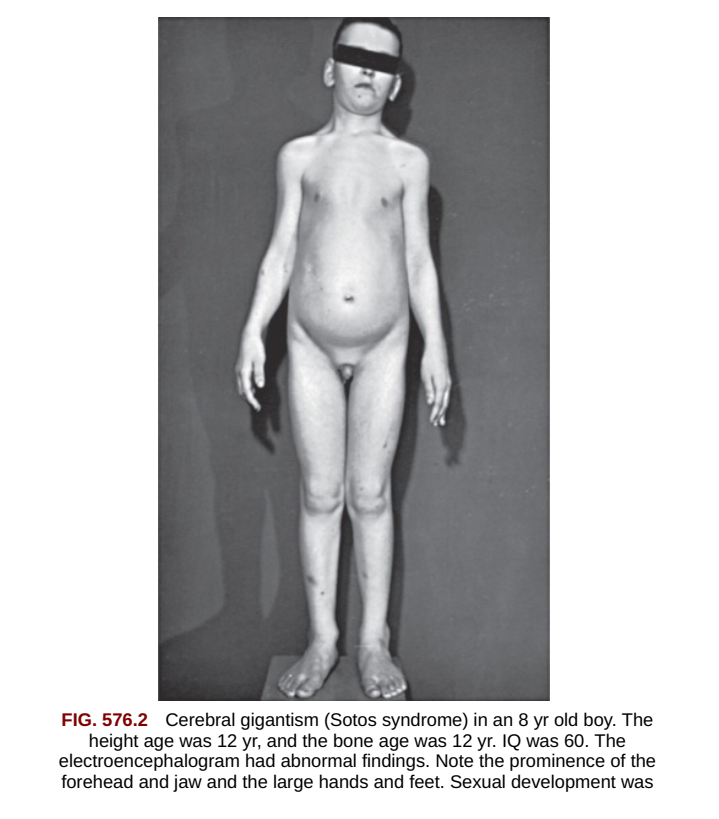 FIG. 576.2 Cerebral gigantism (Sotos syndrome) in an 8 yr old boy. The
height age was 12 yr, and the bone age was 12 yr. IQ was 60. The
electroencephalogram had abnormal findings. Note the prominence of the
forehead and jaw and the large hands and feet. Sexual development was